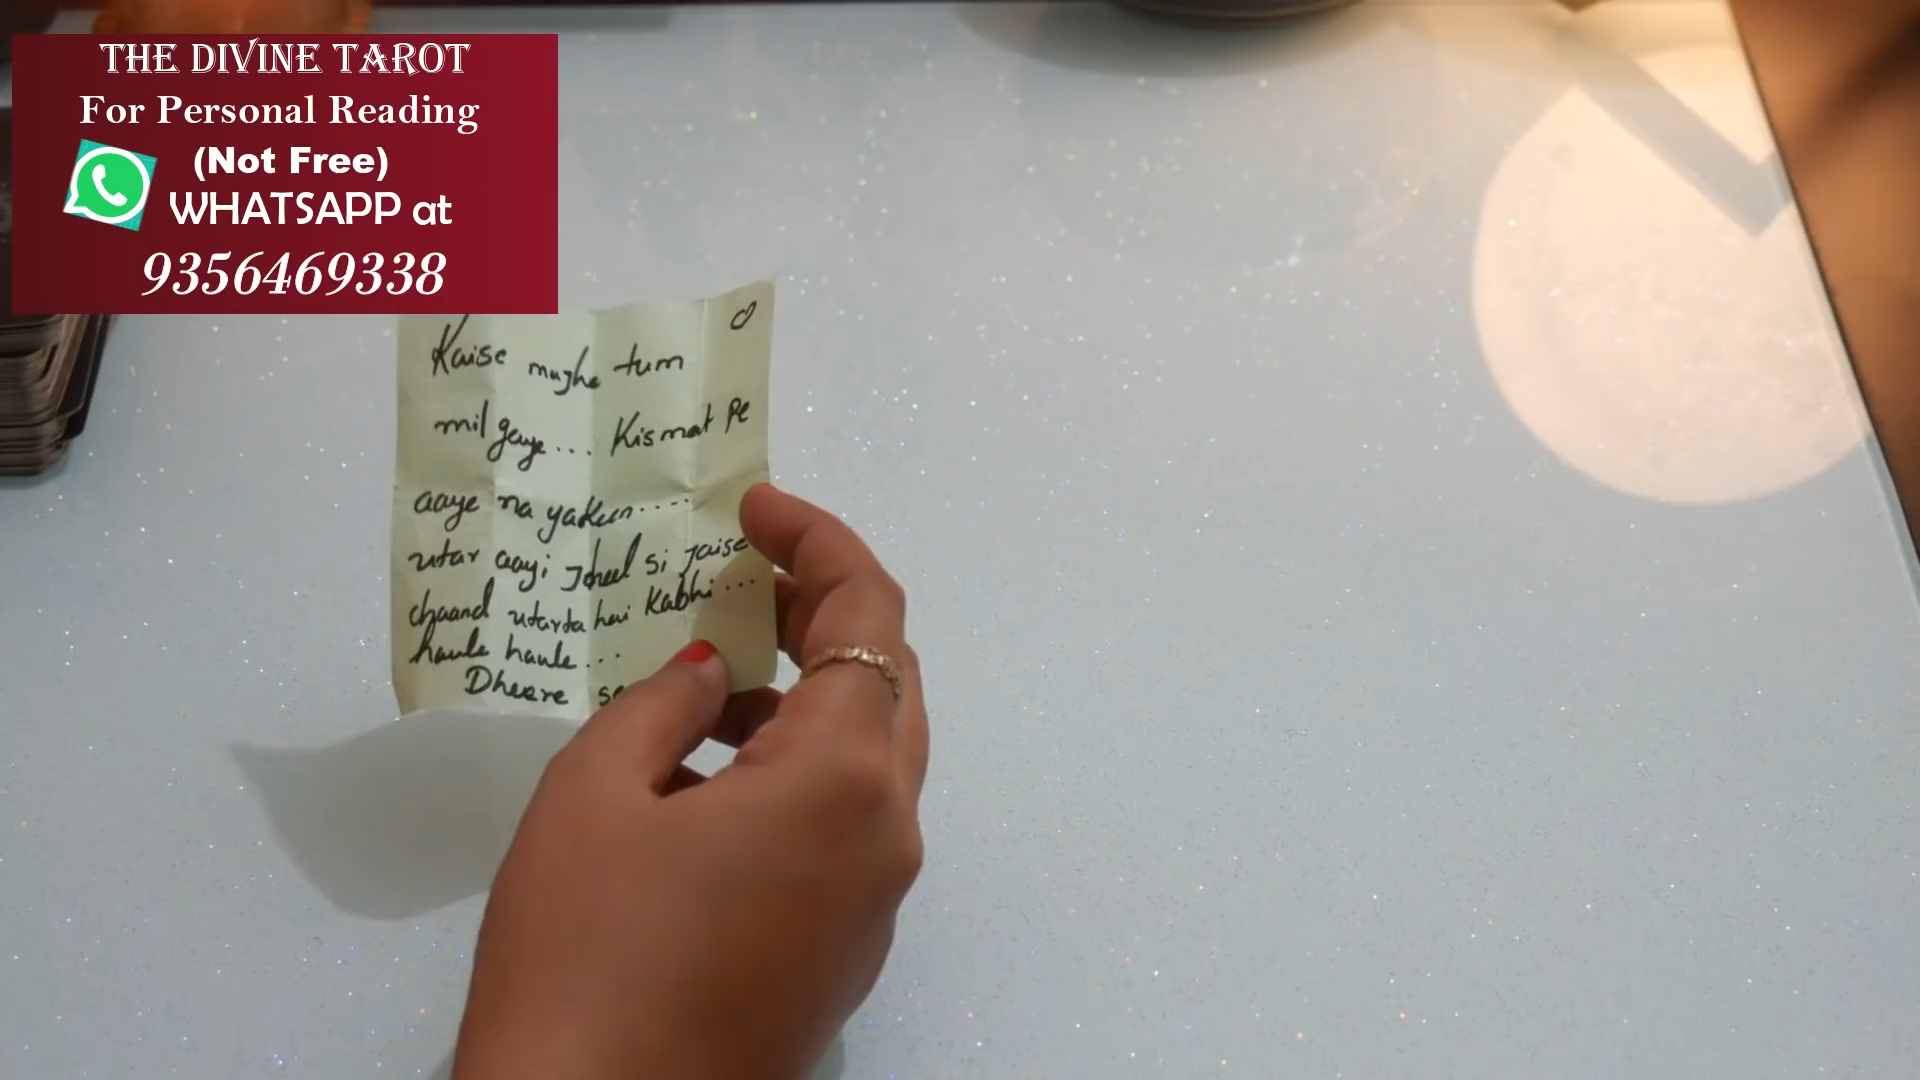 THE DIVINE TAROT
For Personal Reading
(Not Free)
WHATSAPP at
9356469338
Kaise mujhe tum
mil gaye... Kismat Pe
aaye na yakeen....
utar aayi Jheel si jaise
chaand utarta hai Kabhi...
haule haule...
Dheere se